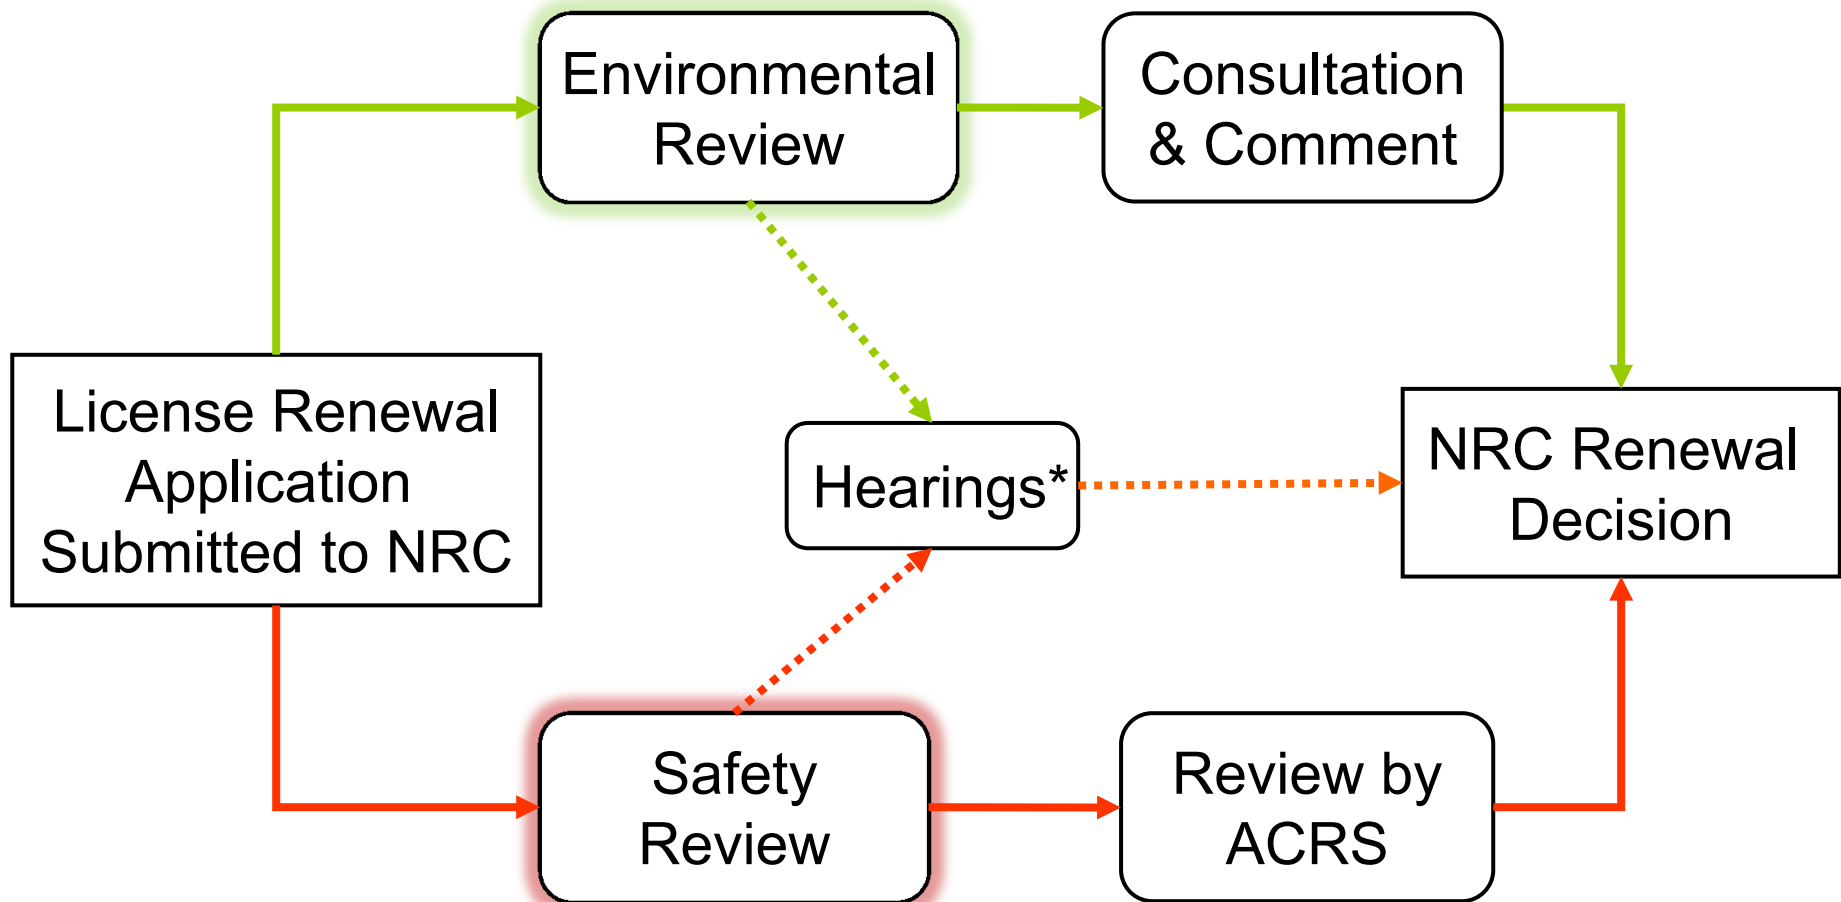 Environmental
Review
Consultation
& Comment
License Renewal
Application
Submitted to NRC
Hearings*
NRC Renewal
Decision
Safety
Review
Review by
ACRS